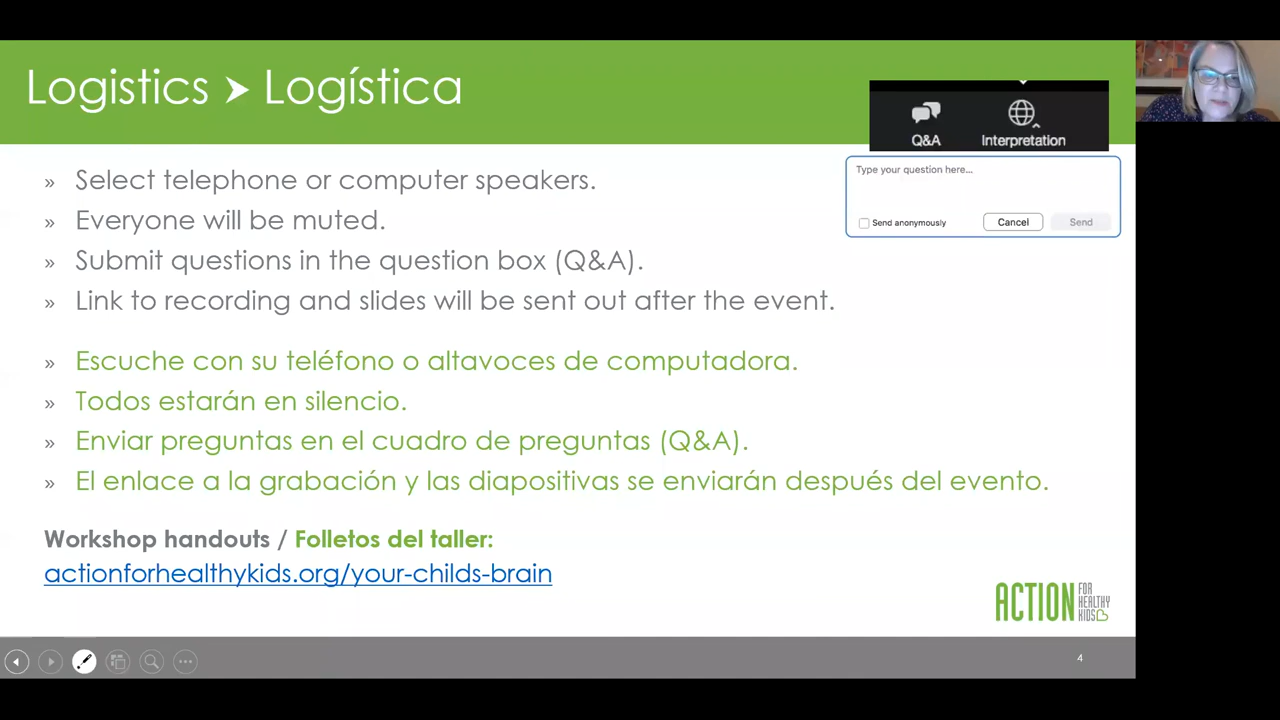 Logistics ➤ Logística
Q&A
Interpretation
Type your question here...
Send anonymously
Cancel
Send
» Select telephone or computer speakers.
» Everyone will be muted.
» Submit questions in the question box (Q&A).
» Link to recording and slides will be sent out after the event.
» Escuche con su teléfono o altavoces de computadora.
» Todos estarán en silencio.
» Enviar preguntas en el cuadro de preguntas (Q&A).
» El enlace a la grabación y las diapositivas se enviarán después del evento.
Workshop handouts / Folletos del taller:
actionforhealthykids.org/your-childs-brain
ACTION
FOR
HEALTHY
KIDS
4